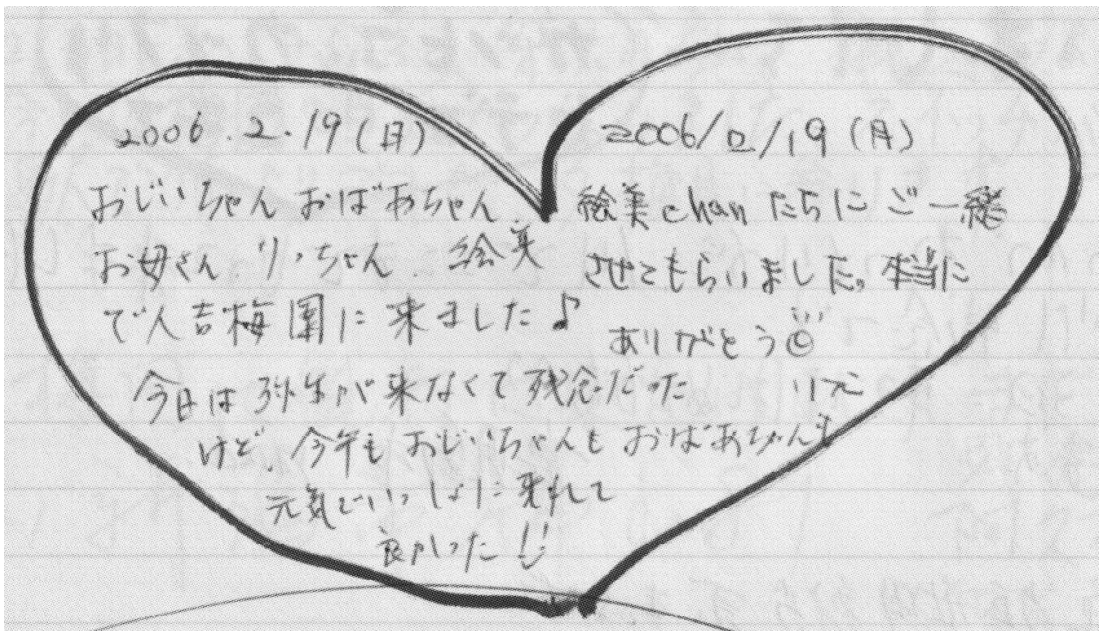 2006.2.19(日)
おじいちゃん おばあちゃん、
お母さん、りっちゃん、絵美
で人吉梅園に来ました♪
今日は弥生が来なくて残念だった
けど、今年もおじいちゃんもおばあちゃんも
元気でいっしょに来れて
良かった!!
2006/2/19(日)
絵美chanたちにご一緒
させてもらいました。本当に
ありがとう☺